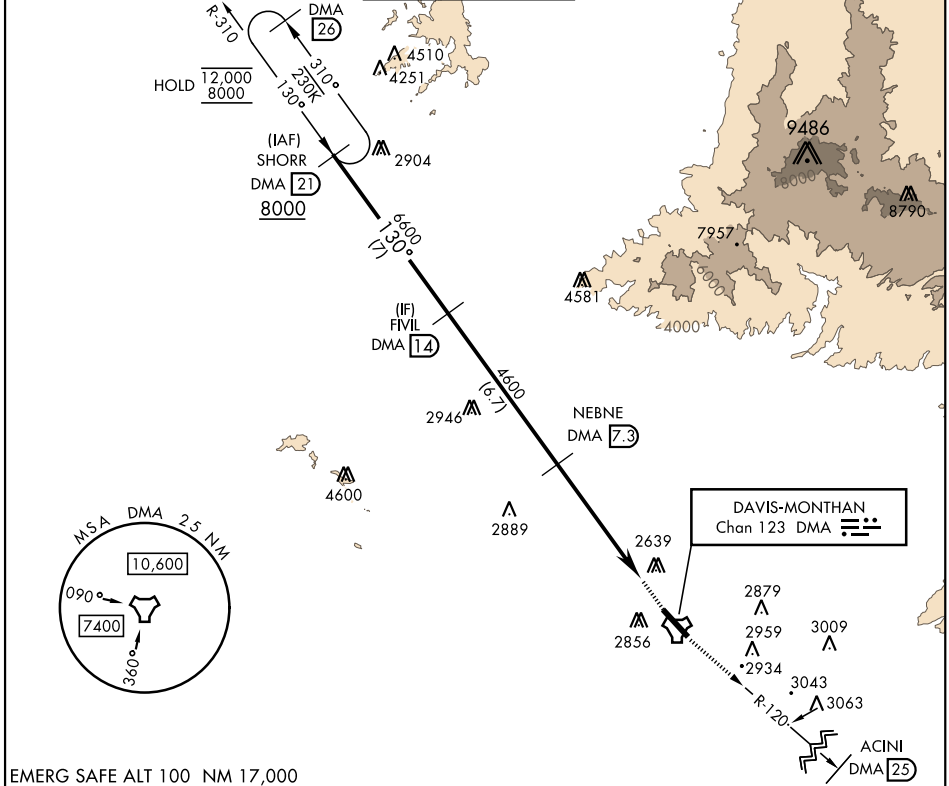 R-310
DMA
26
4510
4251
HOLD
12,000
8000
310°
230K
130°
(IAF)
SHORR
DMA 21
8000
2904
9486
8000
8790
7957
6000
4581
4000
6600
130°
(7)
(IF)
FIVIL
DMA 14
4600
(6.7)
2946
NEBNE
DMA 7.3
4600
2889
DAVIS-MONTHAN
Chan 123 DMA
2639
MSA DMA 25 NM
10,600
090°
7400
360°
2856
2879
2959
3009
2934
3043
3063
R-120
ACINI
DMA 25
EMERG SAFE ALT 100 NM 17,000